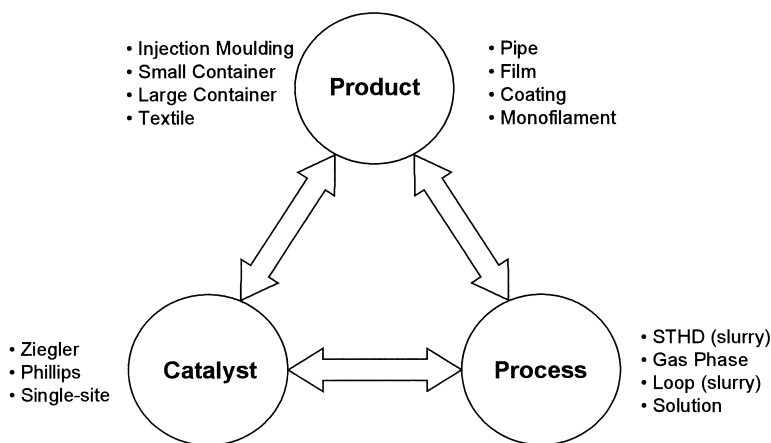 • Injection Moulding
• Small Container
• Large Container
• Textile
Product
• Pipe
• Film
• Coating
• Monofilament
• Ziegler
• Phillips
• Single-site
Catalyst
Process
• STHD (slurry)
• Gas Phase
• Loop (slurry)
• Solution